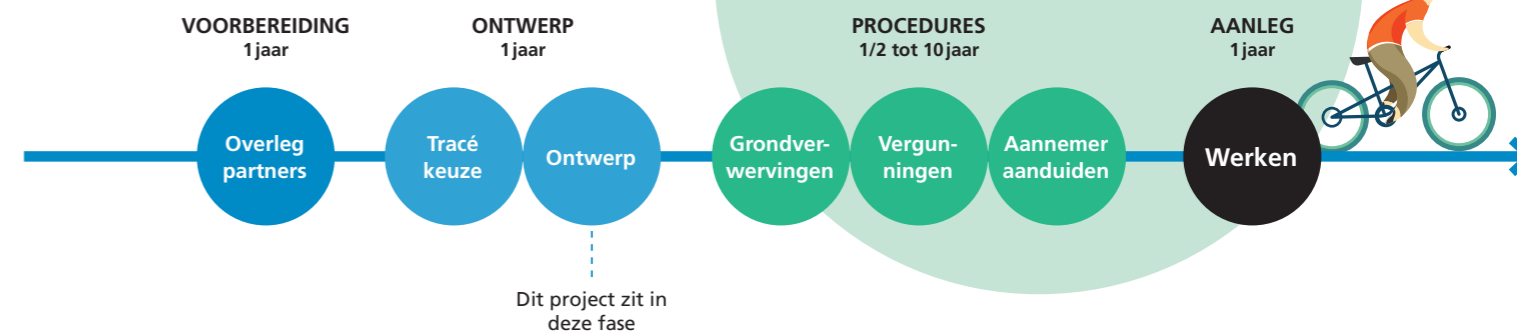 VOORBEREIDING
1 jaar
ONTWERP
1 jaar
PROCEDURES
1/2 tot 10 jaar
AANLEG
1 jaar
Overleg
partners
Tracé
keuze
Ontwerp
Grondver-
wervingen
Vergun-
ningen
Aannemer
aanduiden
Werken
Dit project zit in
deze fase